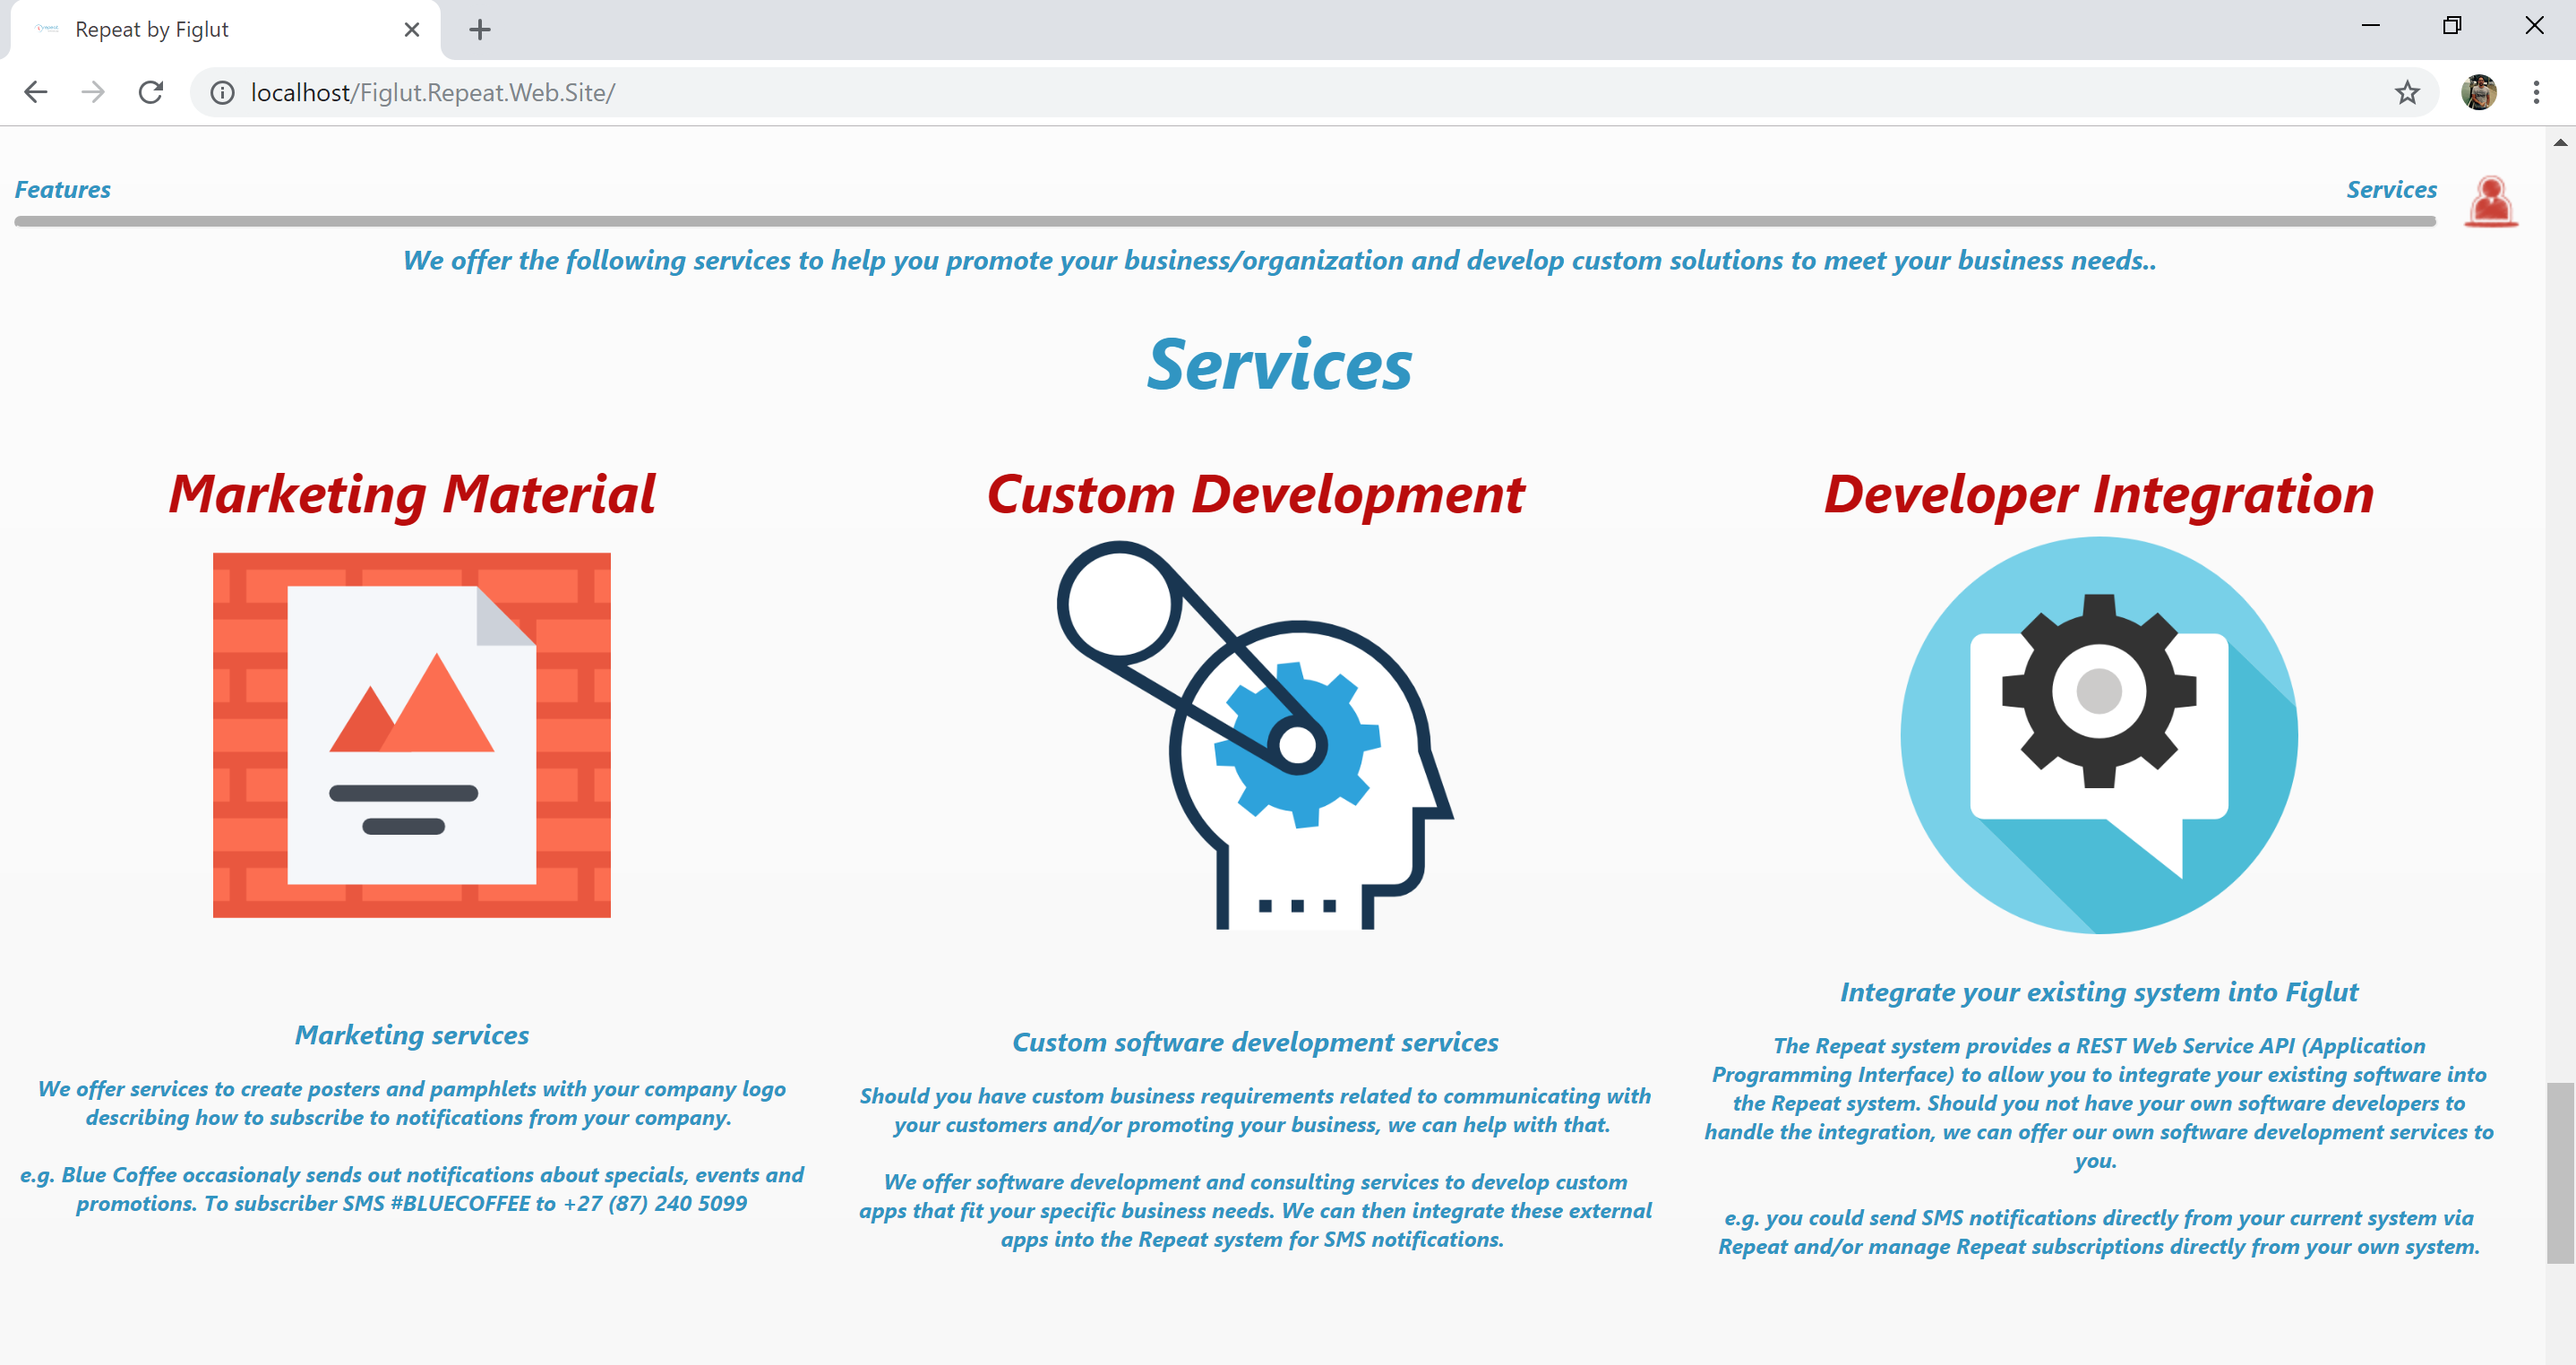 Repeat by Figlut
localhost/Figlut.Repeat.Web.Site/
Features
Services
We offer the following services to help you promote your business/organization and develop custom solutions to meet your business needs..
Services
Marketing Material
Marketing services
We offer services to create posters and pamphlets with your company logo
describing how to subscribe to notifications from your company.
e.g. Blue Coffee occasionaly sends out notifications about specials, events and
promotions. To subscriber SMS #BLUECOFFEE to +27 (87) 240 5099
Custom Development
Custom software development services
Should you have custom business requirements related to communicating with
your customers and/or promoting your business, we can help with that.
We offer software development and consulting services to develop custom
apps that fit your specific business needs. We can then integrate these external
apps into the Repeat system for SMS notifications.
Developer Integration
Integrate your existing system into Figlut
The Repeat system provides a REST Web Service API (Application
Programming Interface) to allow you to integrate your existing software into
the Repeat system. Should you not have your own software developers to
handle the integration, we can offer our own software development services to
you.
e.g. you could send SMS notifications directly from your current system via
Repeat and/or manage Repeat subscriptions directly from your own system.